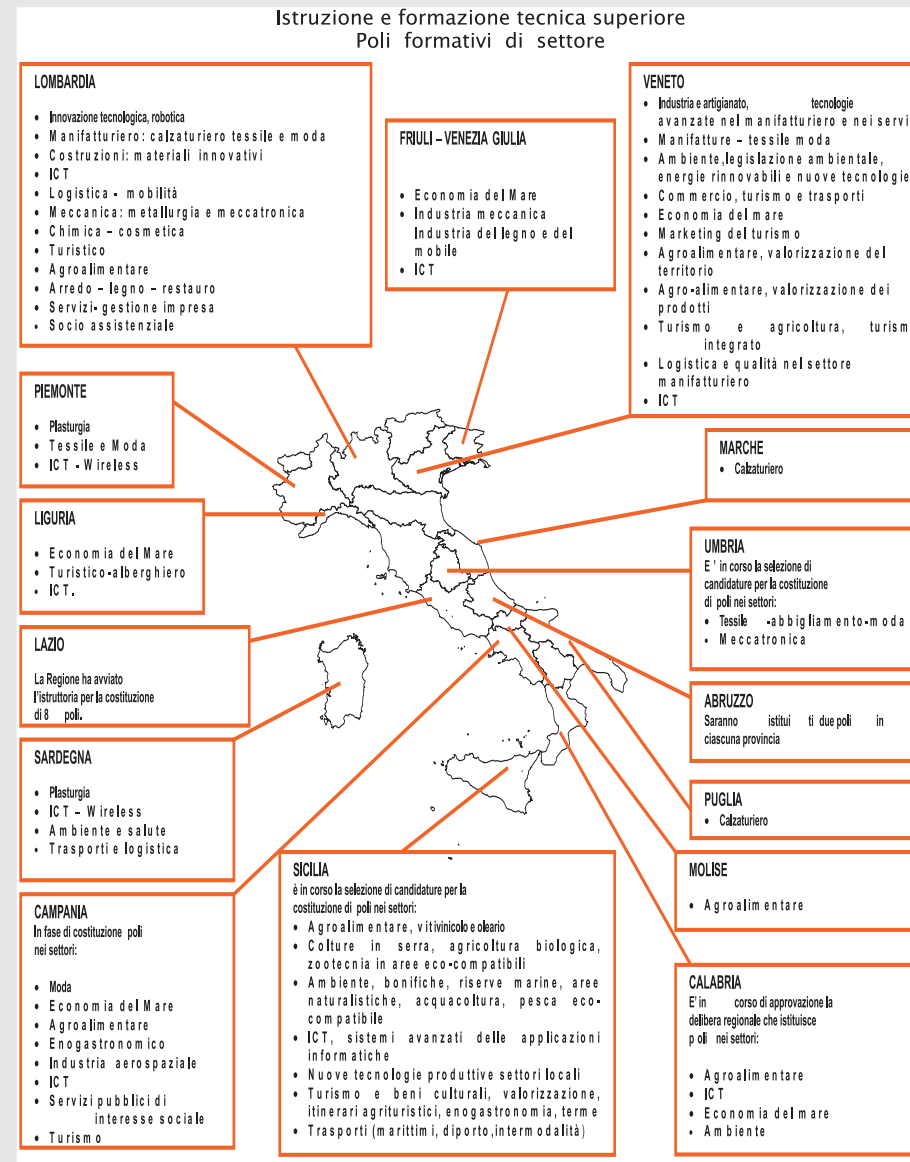 Istruzione e formazione tecnica superiore
Poli formativi di settore
LOMBARDIA
• Innovazione tecnologica, robotica
• Manifatturiero: calzaturiero tessile e moda
• Costruzioni: materiali innovativi
• ICT
• Logistica - mobilità
• Meccanica: metallurgia e meccatronica
• Chimica – cosmetica
• Turistico
• Agroalimentare
• Arredo – legno – restauro
• Servizi- gestione impresa
• Socio assistenziale
FRIULI – VENEZIA GIULIA
• Economia del Mare
• Industria meccanica
Industria del legno e del
mobile
• ICT
VENETO
• Industria e artigianato, tecnologie
avanzate nel manifatturiero e nei servi
• Manifatture – tessile moda
• Ambiente,legislazione ambientale,
energie rinnovabili e nuove tecnologie
• Commercio, turismo e trasporti
• Economia del mare
• Marketing del turismo
• Agroalimentare, valorizzazione del
territorio
• Agro-alimentare, valorizzazione dei
prodotti
• Turismo e agricoltura, turism
integrato
• Logistica e qualità nel settore
manifatturiero
• ICT
PIEMONTE
• Plasturgia
• Tessile e Moda
• ICT - Wireless
LIGURIA
• Economia del Mare
• Turistico-alberghiero
• ICT.
LAZIO
La Regione ha avviato
l'istruttoria per la costituzione
di 8 poli.
SARDEGNA
• Plasturgia
• ICT – Wireless
• Ambiente e salute
• Trasporti e logistica
CAMPANIA
In fase di costituzione poli
nei settori:
• Moda
• Economia del Mare
• Agroalimentare
• Enogastronomico
• Industria aerospaziale
• ICT
• Servizi pubblici di
interesse sociale
• Turismo
SICILIA
è in corso la selezione di candidature per la
costituzione di poli nei settori:
• Agroalimentare, vitivinicolo e oleario
• Colture in serra, agricoltura biologica,
zootecnia in aree eco-compatibili
• Ambiente, bonifiche, riserve marine, aree
naturalistiche, acquacoltura, pesca eco-
compatibile
• ICT, sistemi avanzati delle applicazioni
informatiche
• Nuove tecnologie produttive settori locali
• Turismo e beni culturali, valorizzazione,
itinerari agrituristici, enogastronomia, terme
• Trasporti (marittimi, diporto,intermodalità)
MARCHE
• Calzaturiero
UMBRIA
E' in corso la selezione di
candidature per la costituzione
di poli nei settori:
• Tessile -abbigliamento-moda
• Meccatronica
ABRUZZO
Saranno istitui ti due poli in
ciascuna provincia
PUGLIA
• Calzaturiero
MOLISE
• Agroalimentare
CALABRIA
E' in corso di approvazione la
delibera regionale che istituisce
p oli nei settori:
• Agroalimentare
• ICT
• Economia del mare
• Ambiente